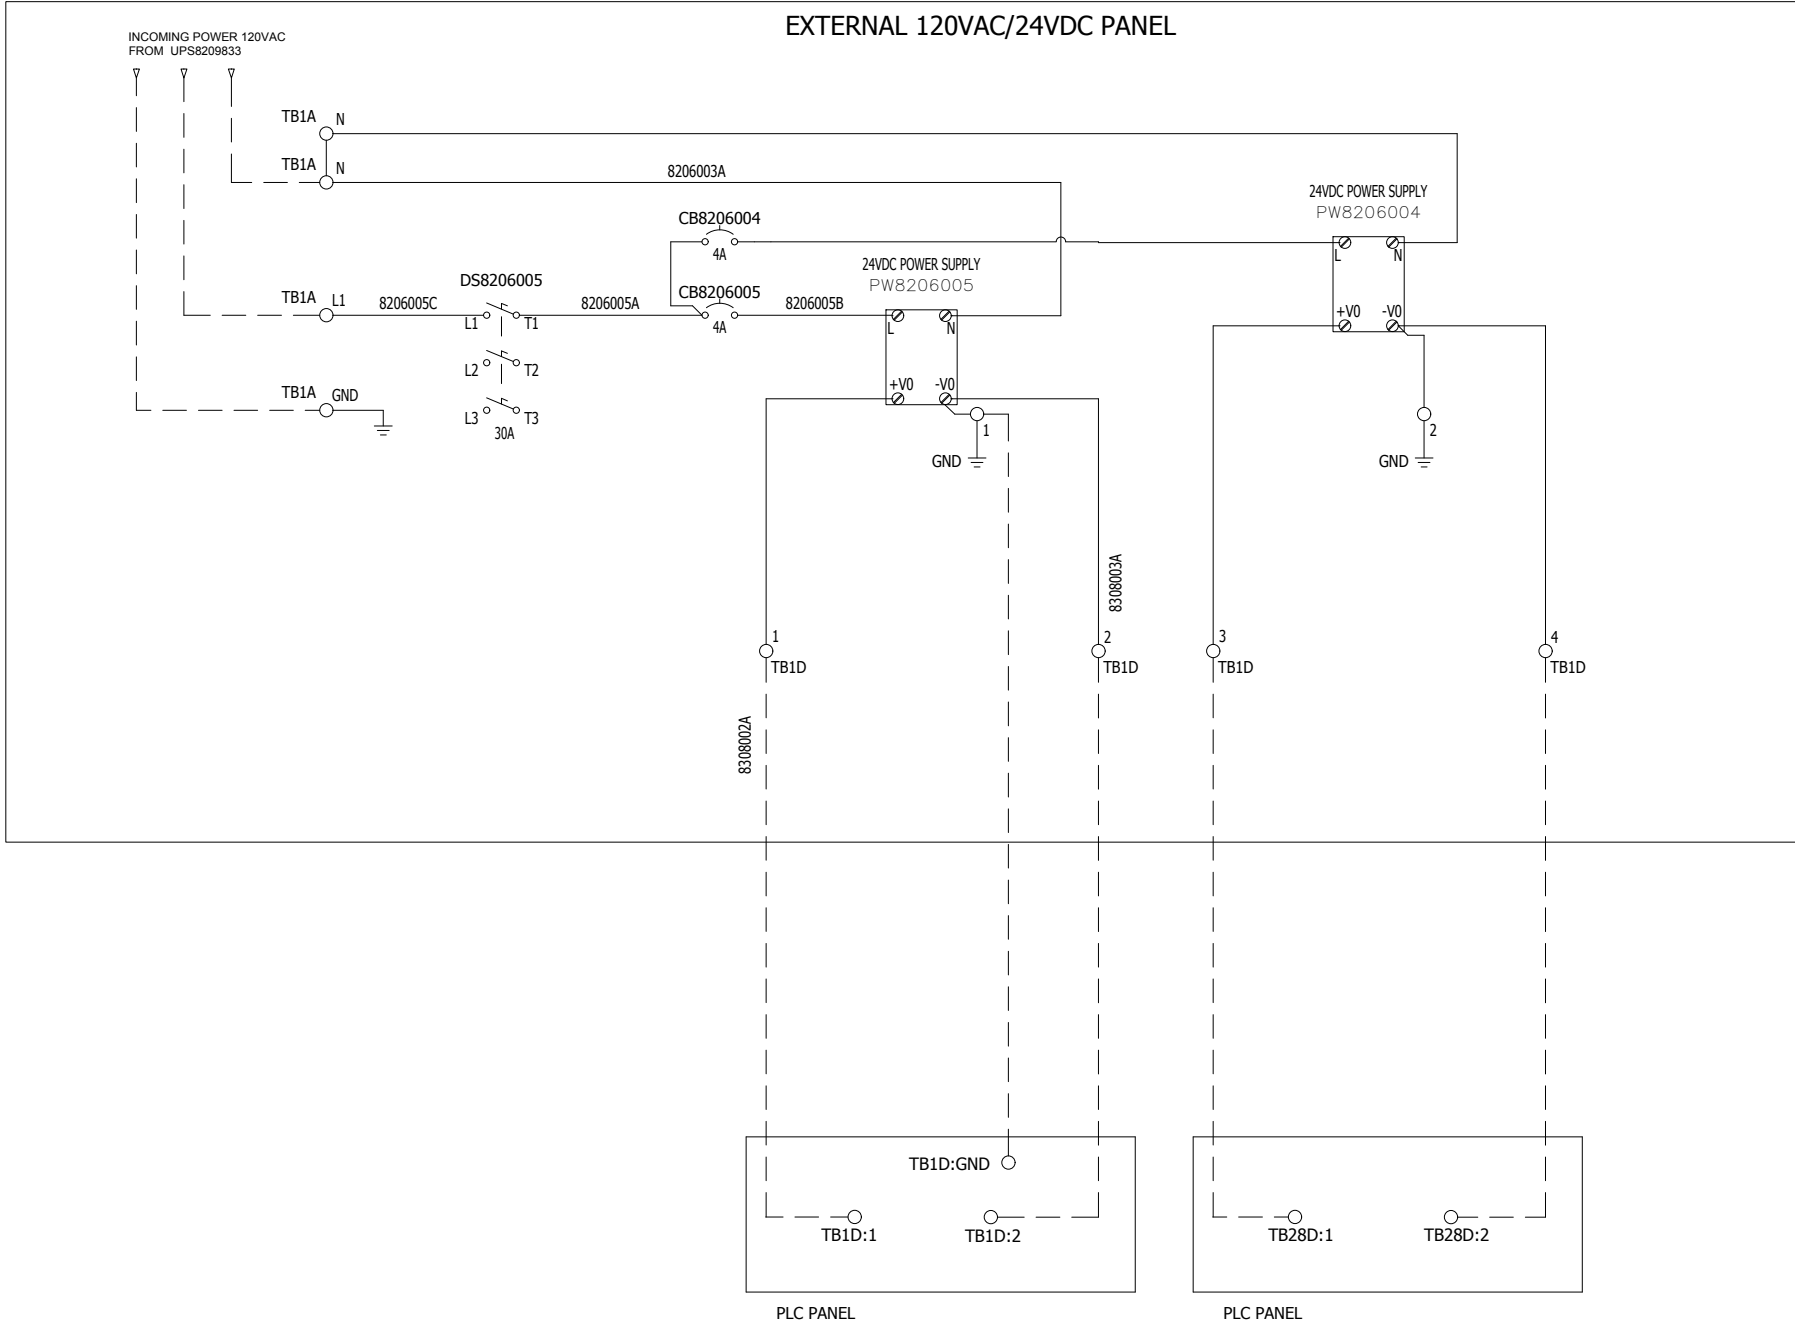 EXTERNAL 120VAC/24VDC PANEL
INCOMING POWER 120VAC
FROM UPS8209833
TB1A N
TB1A N
8206003A
24VDC POWER SUPPLY
PW8206004
L N
+V0 -V0
CB8206004
4A
24VDC POWER SUPPLY
PW8206005
L N
+V0 -V0
DS8206005
TB1A L1
8206005C
L1 T1
8206005A
CB8206005
4A
8206005B
L2 T2
L3 T3
30A
TB1A GND
1
GND
2
GND
8308003A
1
TB1D
2
TB1D
3
TB1D
4
TB1D
8308002A
TB1D:GND
TB1D:1
TB1D:2
TB28D:1
TB28D:2
PLC PANEL
PLC PANEL